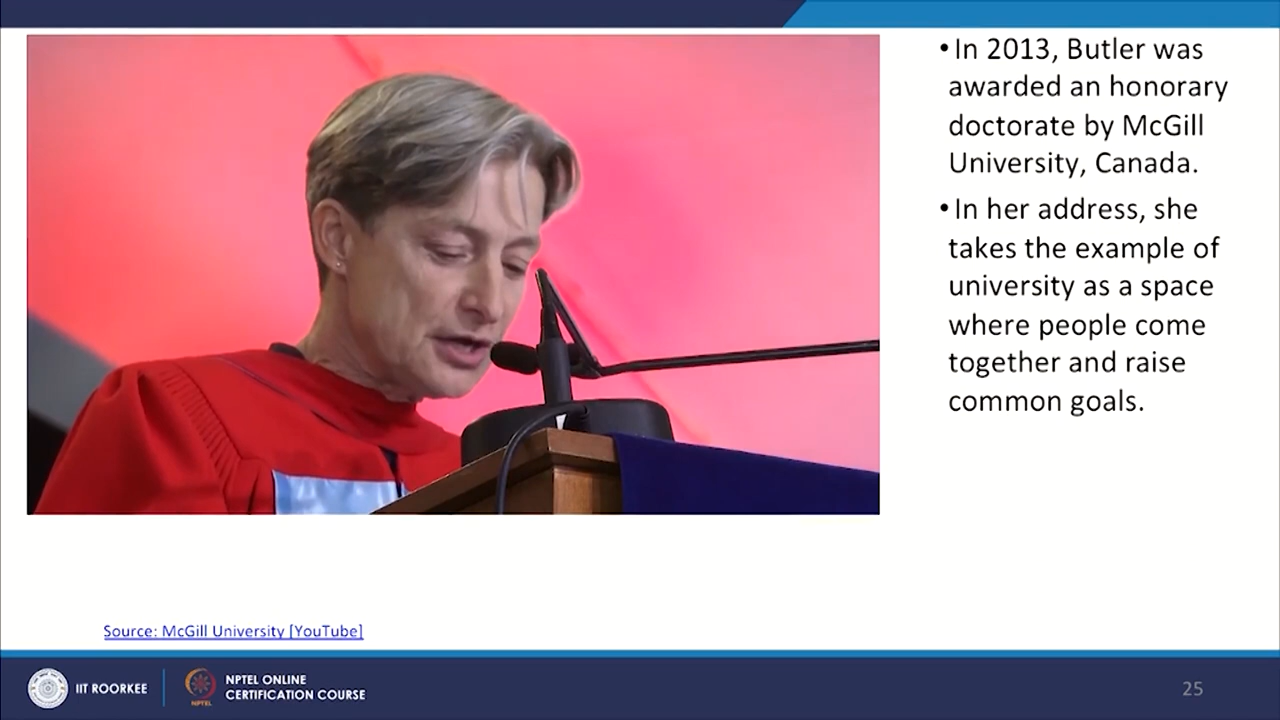 • In 2013, Butler was
awarded an honorary
doctorate by McGill
University, Canada.
• In her address, she
takes the example of
university as a space
where people come
together and raise
common goals.
Source: McGill University [YouTube]
IIT ROORKEE
NPTEL
NPTEL ONLINE
CERTIFICATION COURSE
25